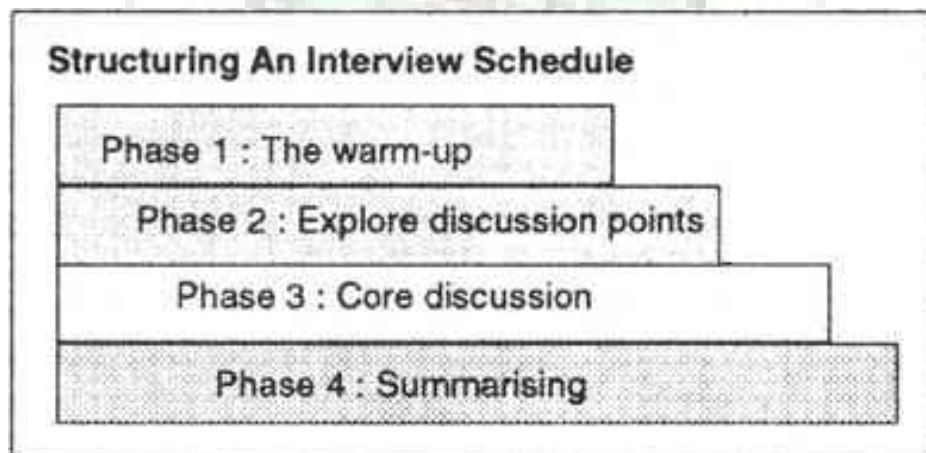 Structuring An Interview Schedule
Phase 1 : The warm-up
Phase 2 : Explore discussion points
Phase 3 : Core discussion
Phase 4 : Summarising